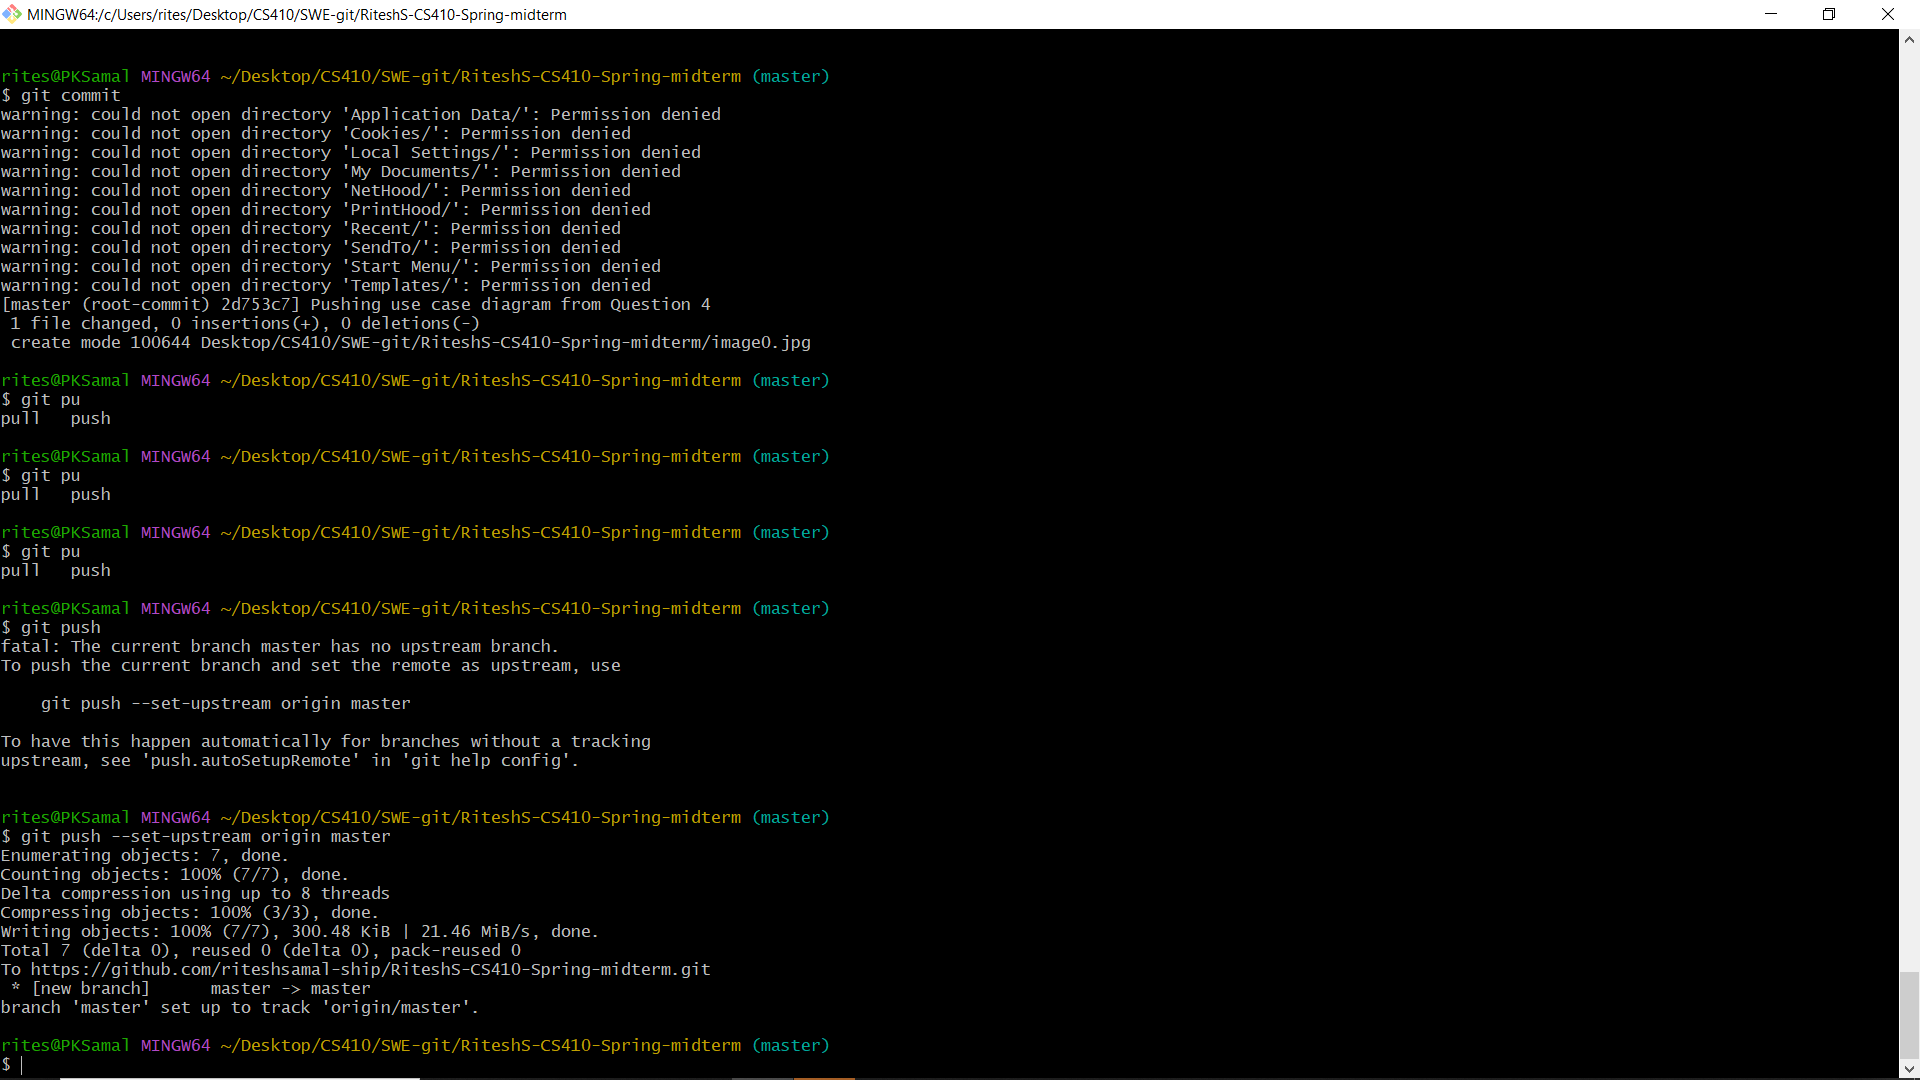 MINGW64:/c/Users/rites/Desktop/CS410/SWE-git/RiteshS-CS410-Spring-midterm
rites@PKSamal MINGW64 ~/Desktop/CS410/SWE-git/RiteshS-CS410-Spring-midterm (master)
$ git commit
warning: could not open directory 'Application Data/': Permission denied
warning: could not open directory 'Cookies/': Permission denied
warning: could not open directory 'Local Settings/': Permission denied
warning: could not open directory 'My Documents/': Permission denied
warning: could not open directory 'NetHood/': Permission denied
warning: could not open directory 'PrintHood/': Permission denied
warning: could not open directory 'Recent/': Permission denied
warning: could not open directory 'SendTo/': Permission denied
warning: could not open directory 'Start Menu/': Permission denied
warning: could not open directory 'Templates/': Permission denied
[master (root-commit) 2d753c7] Pushing use case diagram from Question 4
 1 file changed, 0 insertions(+), 0 deletions(-)
 create mode 100644 Desktop/CS410/SWE-git/RiteshS-CS410-Spring-midterm/image0.jpg
rites@PKSamal MINGW64 ~/Desktop/CS410/SWE-git/RiteshS-CS410-Spring-midterm (master)
$ git pu
pull   push
rites@PKSamal MINGW64 ~/Desktop/CS410/SWE-git/RiteshS-CS410-Spring-midterm (master)
$ git pu
pull   push
rites@PKSamal MINGW64 ~/Desktop/CS410/SWE-git/RiteshS-CS410-Spring-midterm (master)
$ git pu
pull   push
rites@PKSamal MINGW64 ~/Desktop/CS410/SWE-git/RiteshS-CS410-Spring-midterm (master)
$ git push
fatal: The current branch master has no upstream branch.
To push the current branch and set the remote as upstream, use
    git push --set-upstream origin master
To have this happen automatically for branches without a tracking
upstream, see 'push.autoSetupRemote' in 'git help config'.
rites@PKSamal MINGW64 ~/Desktop/CS410/SWE-git/RiteshS-CS410-Spring-midterm (master)
$ git push --set-upstream origin master
Enumerating objects: 7, done.
Counting objects: 100% (7/7), done.
Delta compression using up to 8 threads
Compressing objects: 100% (3/3), done.
Writing objects: 100% (7/7), 300.48 KiB | 21.46 MiB/s, done.
Total 7 (delta 0), reused 0 (delta 0), pack-reused 0
To https://github.com/riteshsamal-ship/RiteshS-CS410-Spring-midterm.git
 * [new branch]      master -> master
branch 'master' set up to track 'origin/master'.
rites@PKSamal MINGW64 ~/Desktop/CS410/SWE-git/RiteshS-CS410-Spring-midterm (master)
$